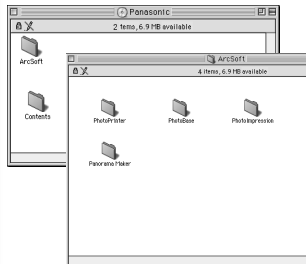 Panasonic
2 items, 6.9 MB available
ArcSoft
Contents
ArcSoft
4 items, 6.9 MB available
PhotoPrinter
PhotoBase
PhotoImpression
Panorama Maker